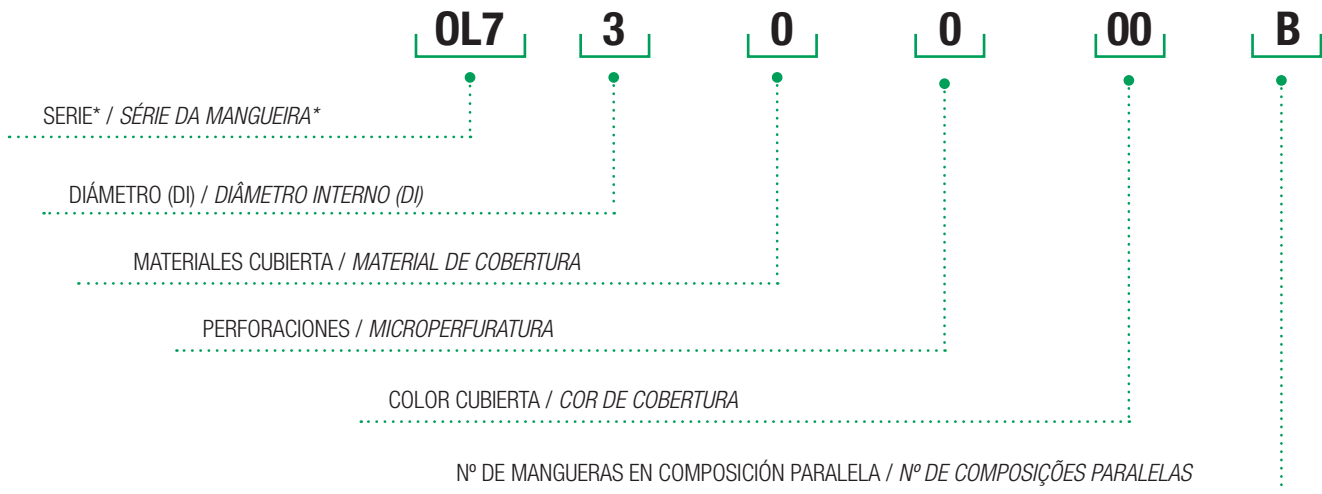 OL7 3 0 0 00 B
SERIE* / SÉRIE DA MANGUEIRA*
DIÁMETRO (DI) / DIÂMETRO INTERNO (DI)
MATERIALES CUBIERTA / MATERIAL DE COBERTURA
PERFORACIONES / MICROPERFURATURA
COLOR CUBIERTA / COR DE COBERTURA
Nº DE MANGUERAS EN COMPOSICIÓN PARALELA / Nº DE COMPOSIÇÕES PARALELAS